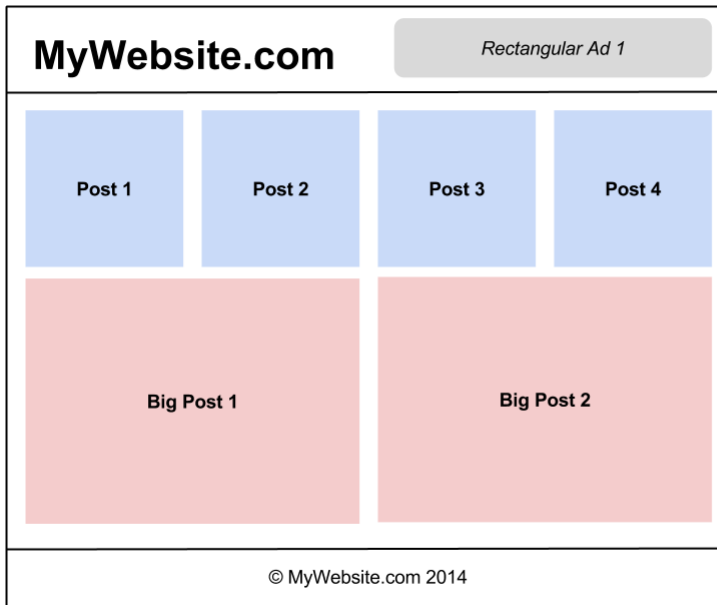 MyWebsite.com
Rectangular Ad 1
Post 1
Post 2
Post 3
Post 4
Big Post 1
Big Post 2
© MyWebsite.com 2014